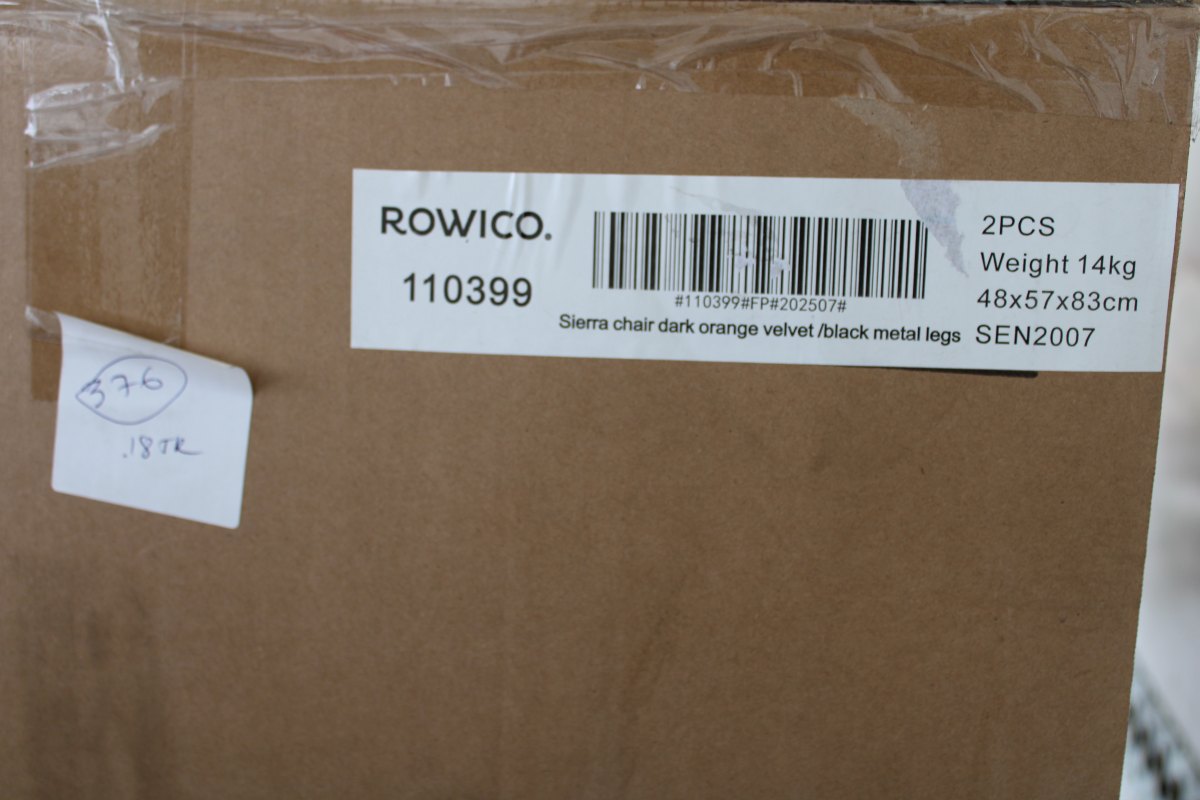 ROWICO.
110399
#110399#FP#202507#
Sierra chair dark orange velvet /black metal legs
2PCS
Weight 14kg
48x57x83cm
SEN2007
376
.18TR